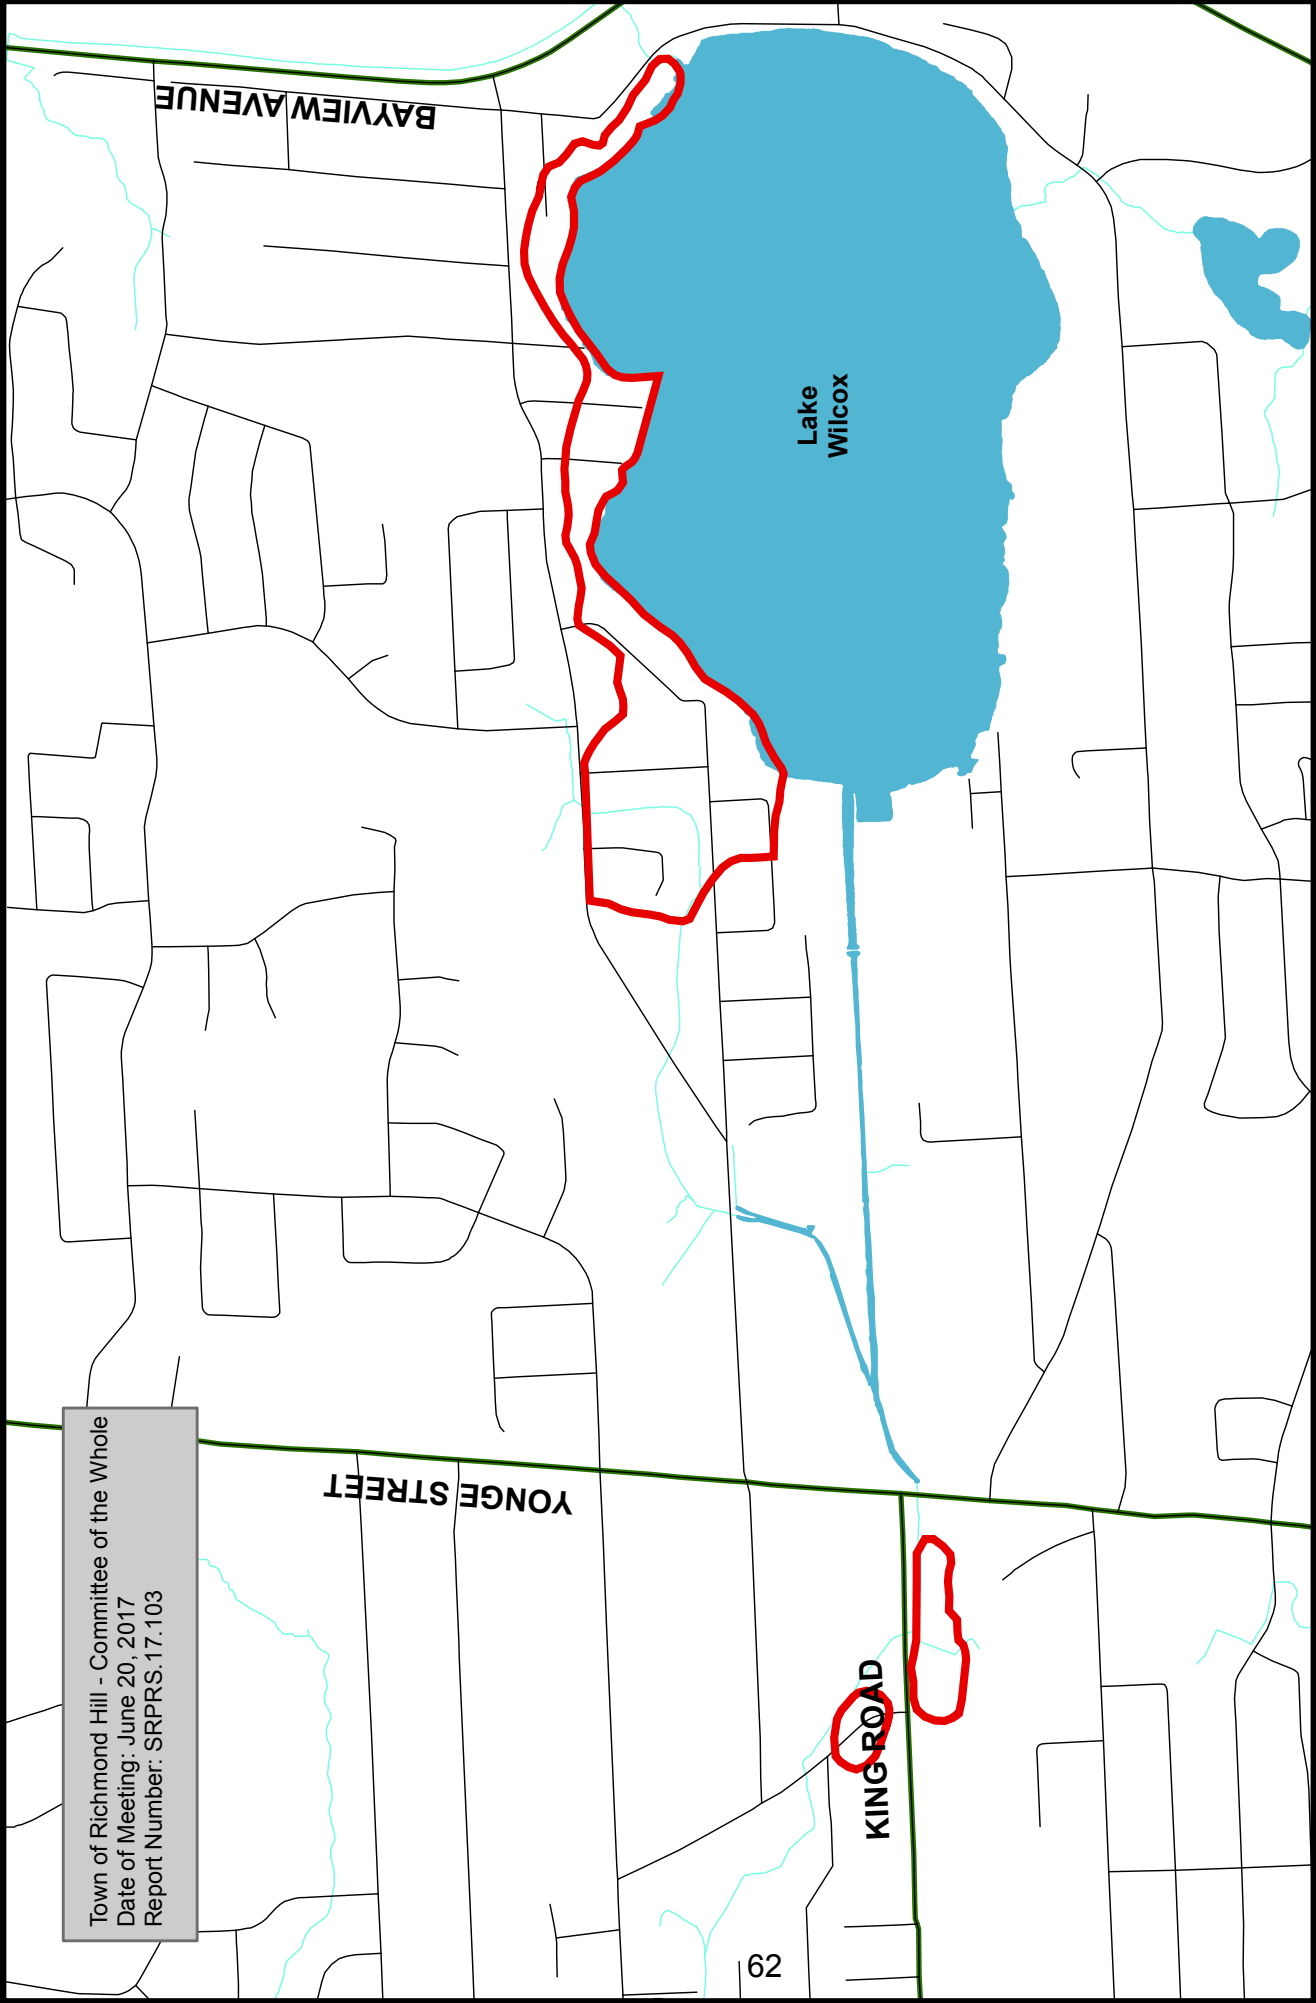 Town of Richmond Hill - Committee of the Whole
Date of Meeting: June 20, 2017
Report Number: SRPRS.17.103
BAYVIEW AVENUE
Lake
Wilcox
YONGE STREET
KING ROAD
62